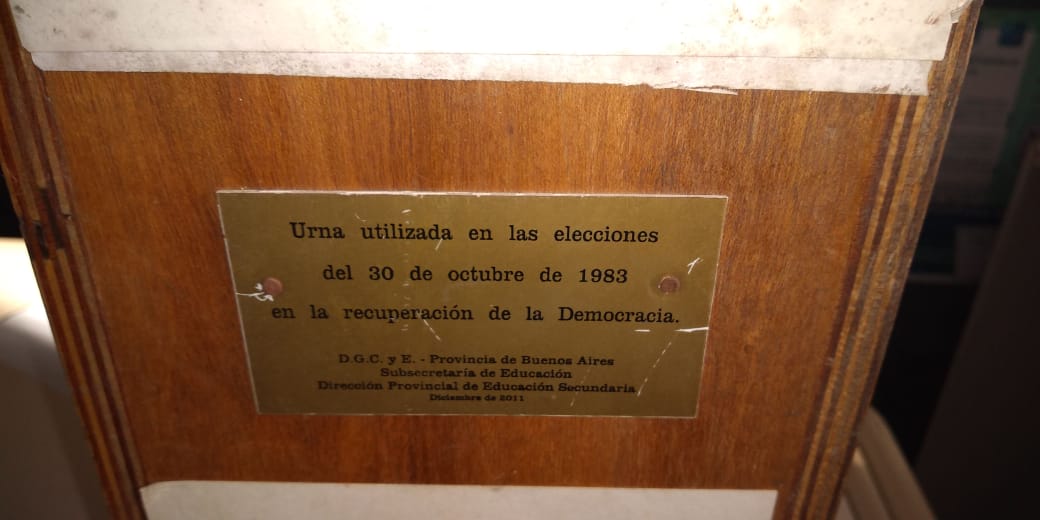 Urna utilizada en las elecciones
del 30 de octubre de 1983
en la recuperación de la Democracia.
D.G.C. y E. - Provincia de Buenos Aires
Subsecretaría de Educación
Dirección Provincial de Educación Secundaria
Diciembre de 2011